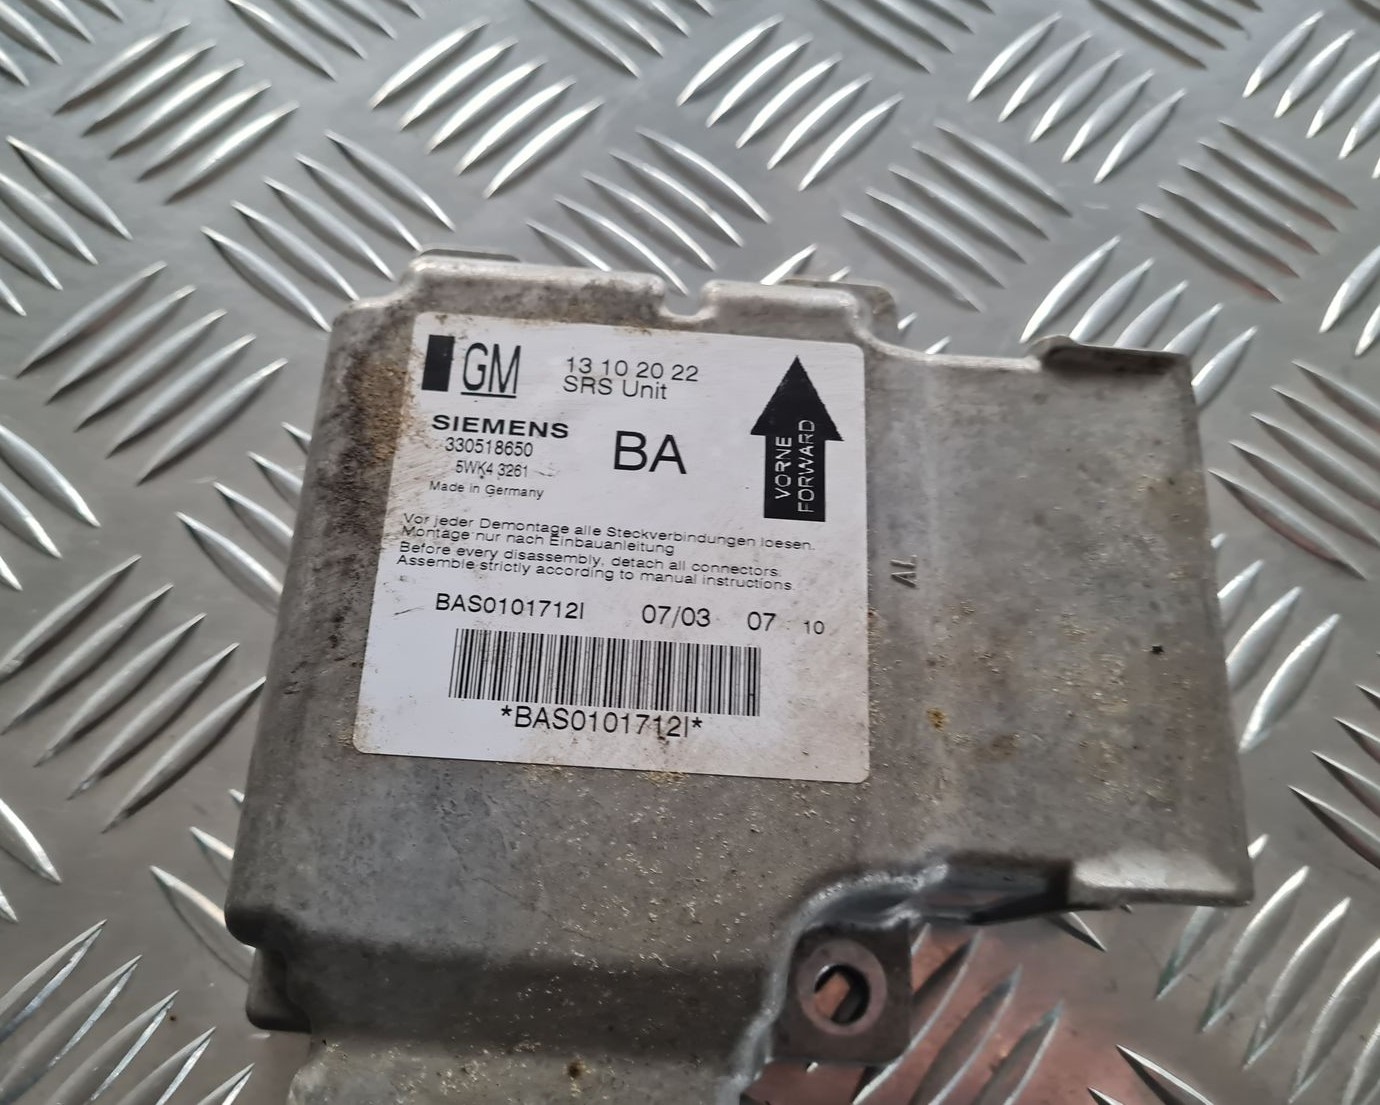 GM
13 10 20 22
SRS Unit
SIEMENS
330518650
5WK4 3261
Made in Germany
BA
VORNE
FORWARD
Vor jeder Demontage alle Steckverbindungen loesen.
Montage nur nach Einbauanleitung
Before every disassembly, detach all connectors.
Assemble strictly according to manual instructions
BAS0101712I 07/03 07 10
*BAS0101712I*
AL